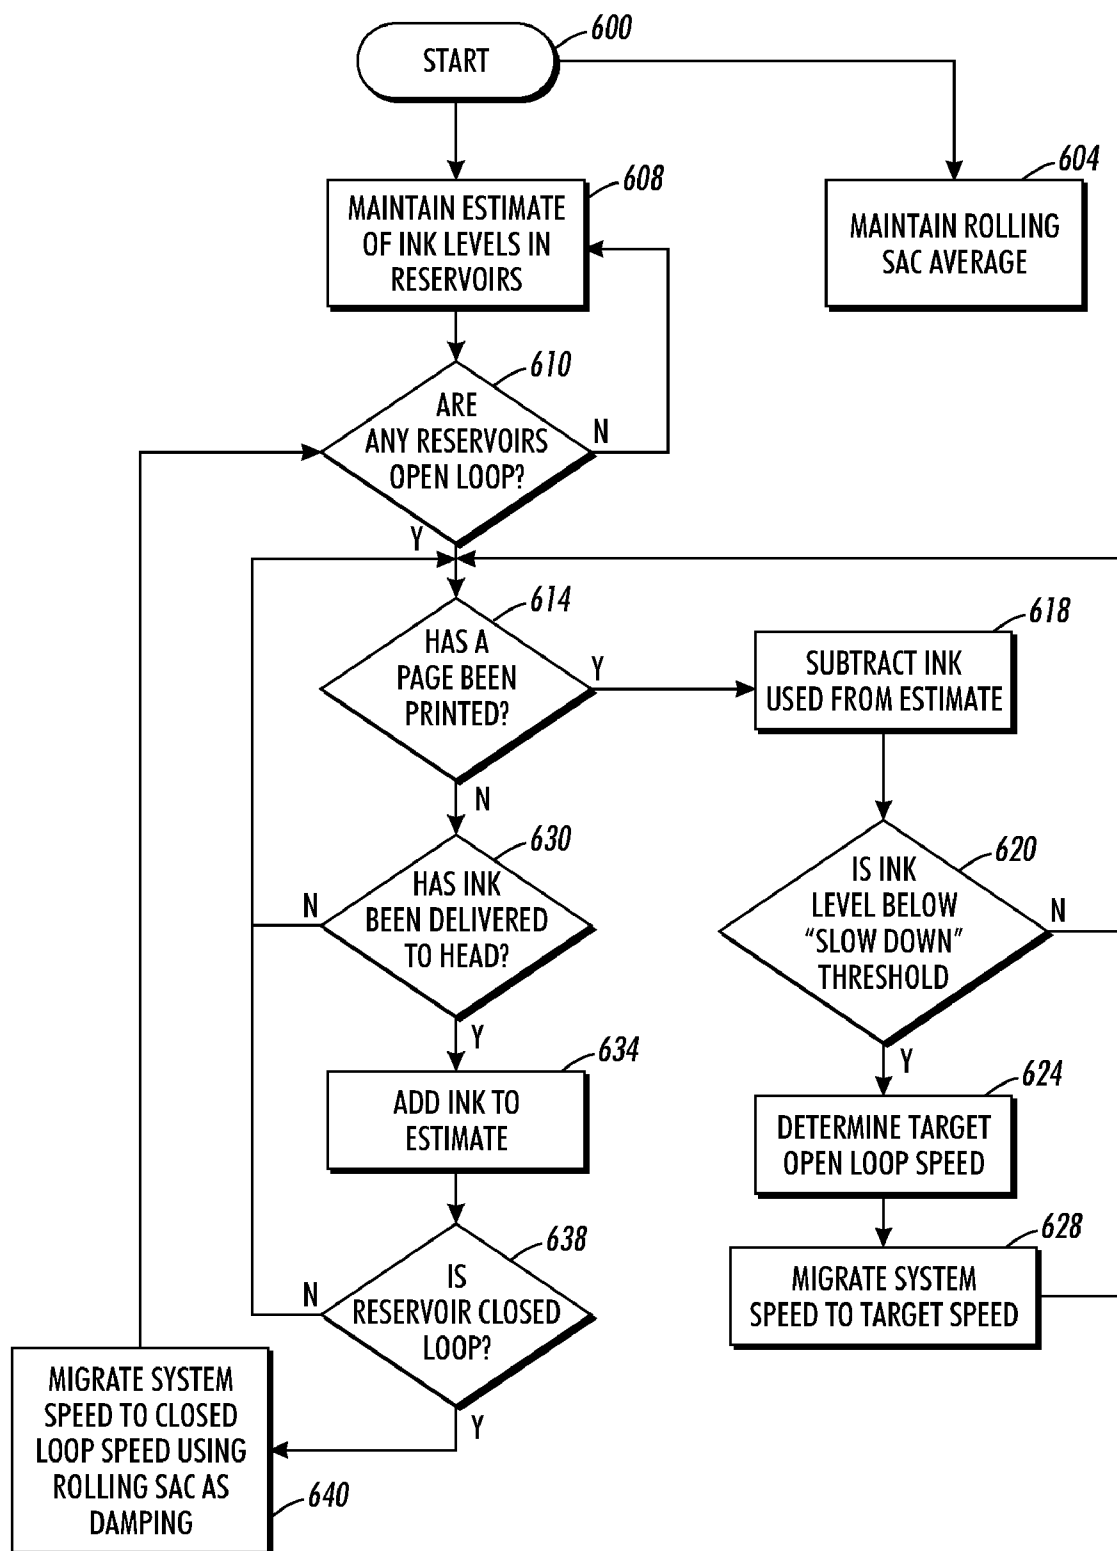 600
START
604
MAINTAIN ROLLING
SAC AVERAGE
608
MAINTAIN ESTIMATE
OF INK LEVELS IN
RESERVOIRS
610
ARE
ANY RESERVOIRS
OPEN LOOP?
N
Y
614
HAS A
PAGE BEEN
PRINTED?
Y
N
618
SUBTRACT INK
USED FROM ESTIMATE
620
IS INK
LEVEL BELOW
“SLOW DOWN”
THRESHOLD
N
Y
624
DETERMINE TARGET
OPEN LOOP SPEED
628
MIGRATE SYSTEM
SPEED TO TARGET SPEED
630
HAS INK
BEEN DELIVERED
TO HEAD?
N
Y
634
ADD INK TO
ESTIMATE
638
IS
RESERVOIR CLOSED
LOOP?
N
Y
MIGRATE SYSTEM
SPEED TO CLOSED
LOOP SPEED USING
ROLLING SAC AS
DAMPING
640